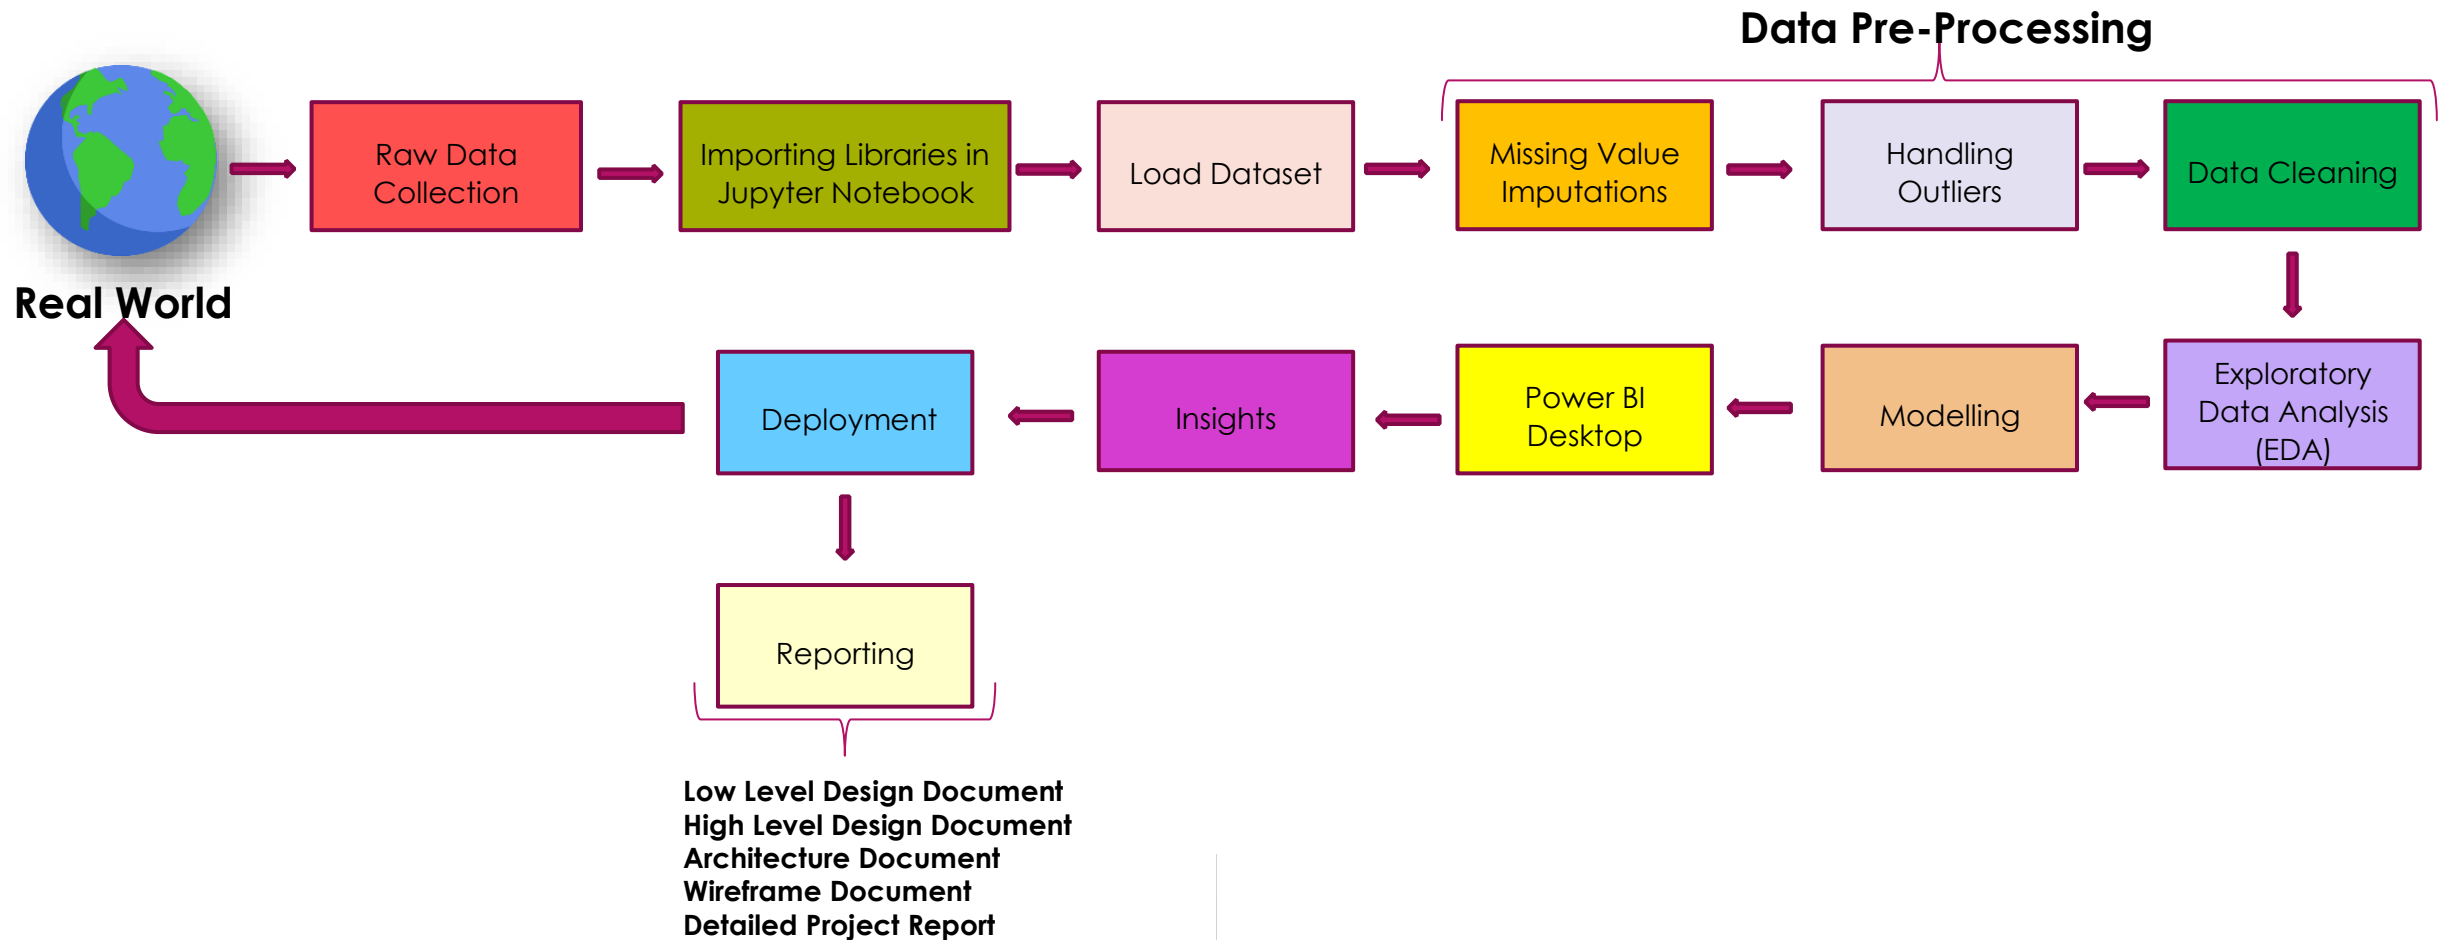 Data Pre-Processing
Raw Data
Collection
Importing Libraries in
Jupyter Notebook
Load Dataset
Missing Value
Imputations
Handling
Outliers
Data Cleaning
Real World
Deployment
Insights
Power BI
Desktop
Modelling
Exploratory
Data Analysis
(EDA)
Reporting
Low Level Design Document
High Level Design Document
Architecture Document
Wireframe Document
Detailed Project Report